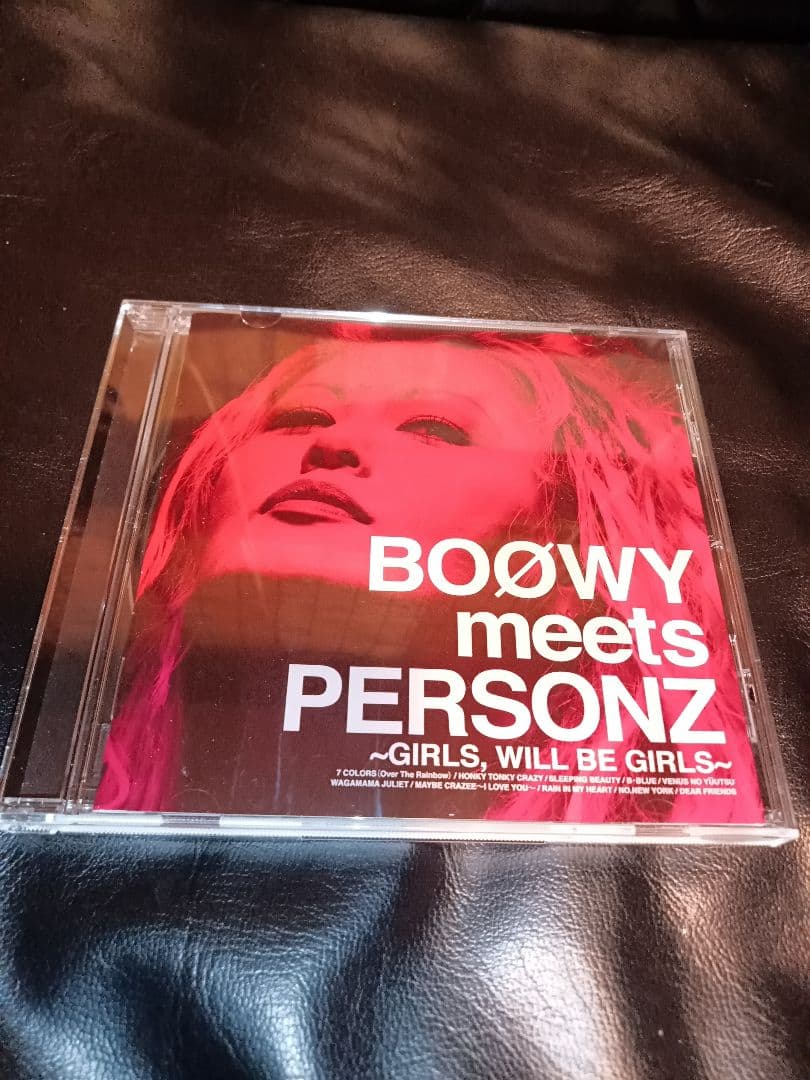 BOØWY
meets
PERSONZ
~GIRLS, WILL BE GIRLS~
7 COLORS (Over The Rainbow) / HONKY TONKY CRAZY / SLEEPING BEAUTY / B-BLUE / VENUS NO YŪUTSU
WAGAMAMA JULIET / MAYBE CRAZEE~I LOVE YOU~ / RAIN IN MY HEART / NO.NEW YORK / DEAR FRIENDS